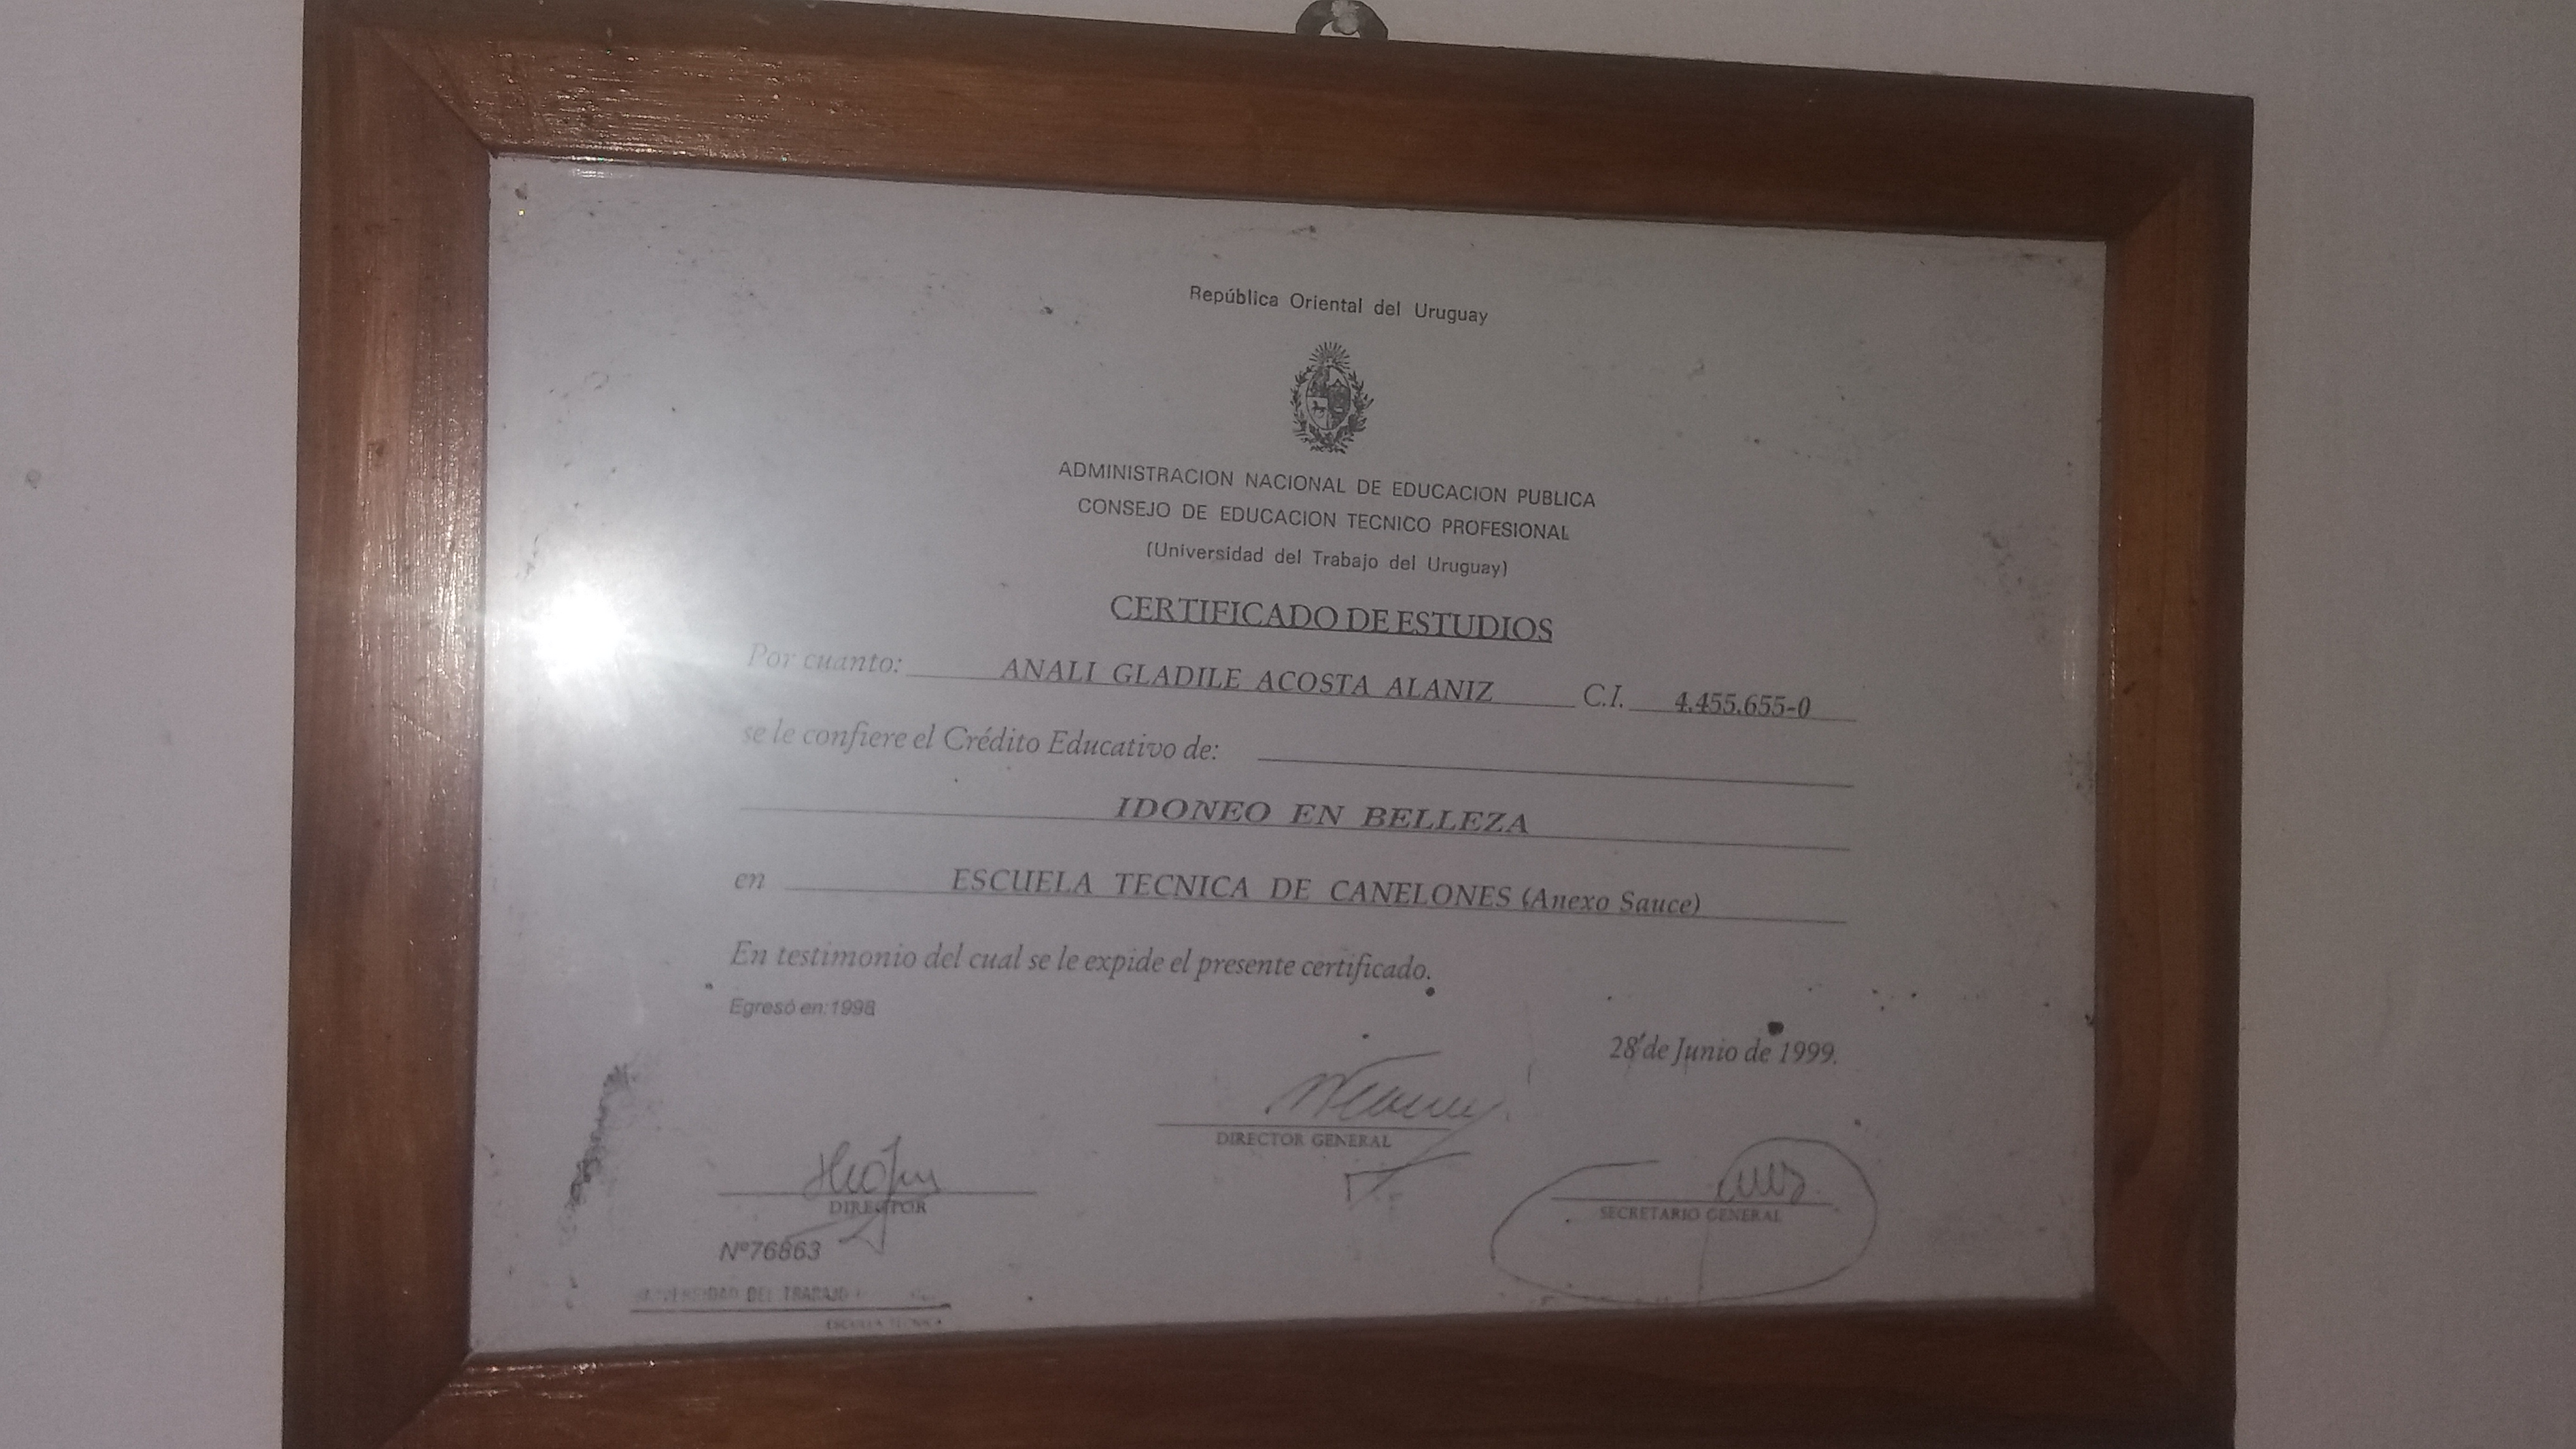 República Oriental del Uruguay
ADMINISTRACION NACIONAL DE EDUCACION PUBLICA
CONSEJO DE EDUCACION TECNICO PROFESIONAL
(Universidad del Trabajo del Uruguay)
CERTIFICADO DE ESTUDIOS
Por cuanto: ANALI GLADILE ACOSTA ALANIZ C.I. 4.455.655-0
se le confiere el Crédito Educativo de:
IDONEO EN BELLEZA
en ESCUELA TECNICA DE CANELONES (Anexo Sauce)
En testimonio del cual se le expide el presente certificado.
Egresó en:1998
28 de Junio de 1999.
DIRECTOR GENERAL
DIRECTOR
SECRETARIO GENERAL
Nº76863
UNIVERSIDAD DEL TRABAJO
ESCUELA TECNICA